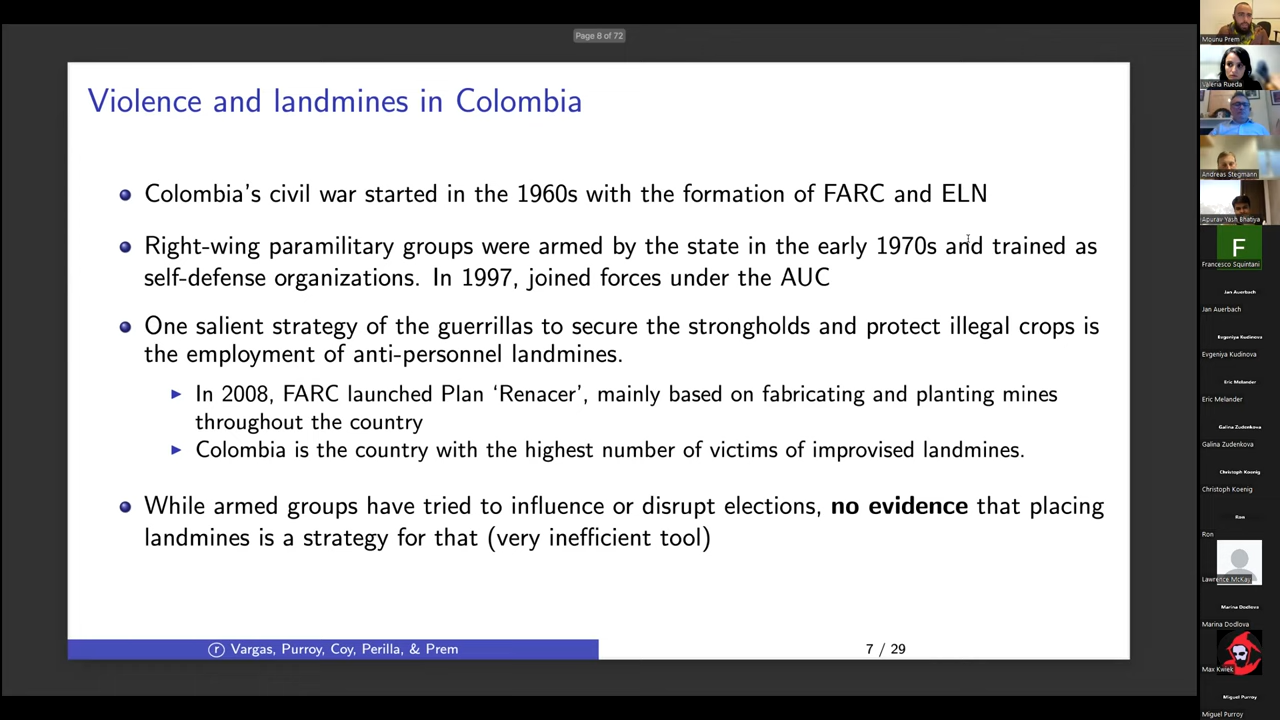 Page 8 of 72
Violence and landmines in Colombia
Colombia's civil war started in the 1960s with the formation of FARC and ELN
Right-wing paramilitary groups were armed by the state in the early 1970s and trained as
self-defense organizations. In 1997, joined forces under the AUC
One salient strategy of the guerrillas to secure the strongholds and protect illegal crops is
the employment of anti-personnel landmines.
In 2008, FARC launched Plan 'Renacer', mainly based on fabricating and planting mines
throughout the country
Colombia is the country with the highest number of victims of improvised landmines.
While armed groups have tried to influence or disrupt elections, no evidence that placing
landmines is a strategy for that (very inefficient tool)
ⓡ Vargas, Purroy, Coy, Perilla, & Prem
7 / 29
Mounu Prem
Valeria Rueda
Andreas Stegmann
Apurav Yash Bhatiya
F
Francesco Squintani
Jan Auerbach
Jan Auerbach
Evgeniya Kudinova
Evgeniya Kudinova
Eric Melander
Eric Melander
Galina Zudenkova
Galina Zudenkova
Christoph Koenig
Christoph Koenig
Ron
Ron
Lawrence McKay
Marina Dodlova
Marina Dodlova
Max Kwiek
Miguel Purroy
Miguel Purroy